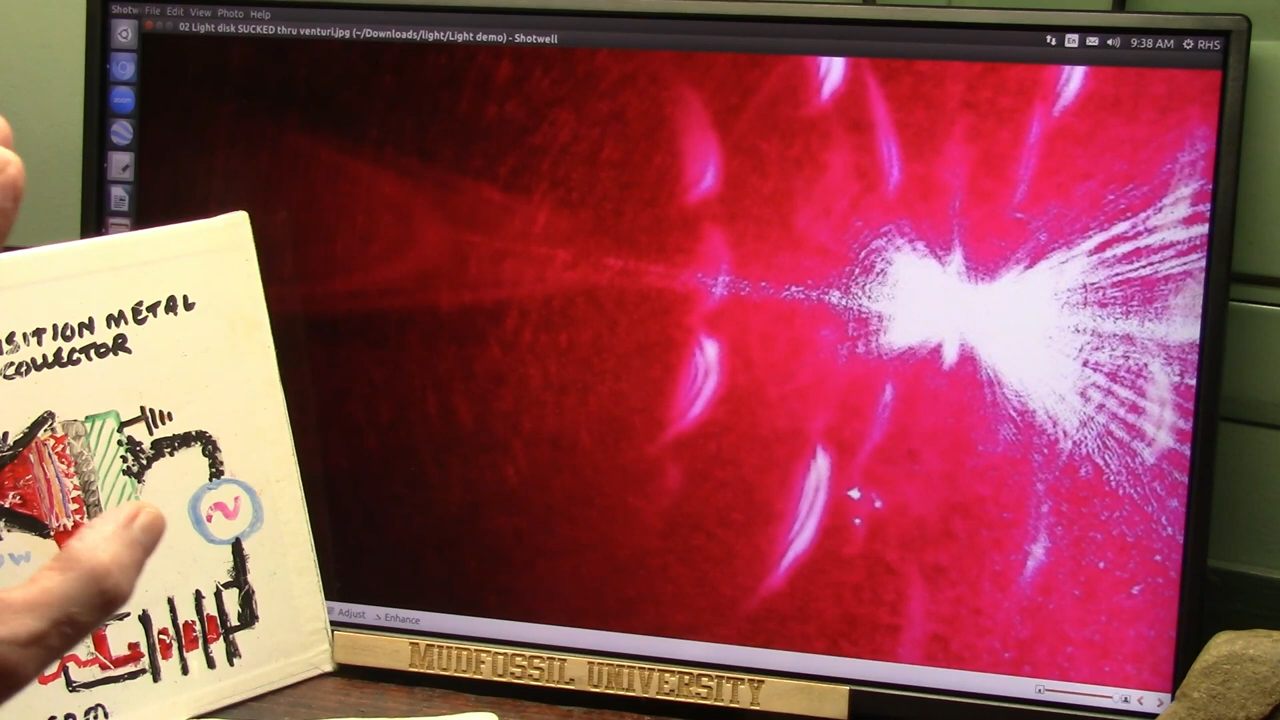 File Edit View Photo Help
02 Light disk SUCKED thru venturi.jpg (~/Downloads/light/Light demo) - Shotwell
En
9:38 AM
RHS
zoom
SITION METAL
COLLECTOR
Adjust
Enhance
MUDFOSSIL UNIVERSITY